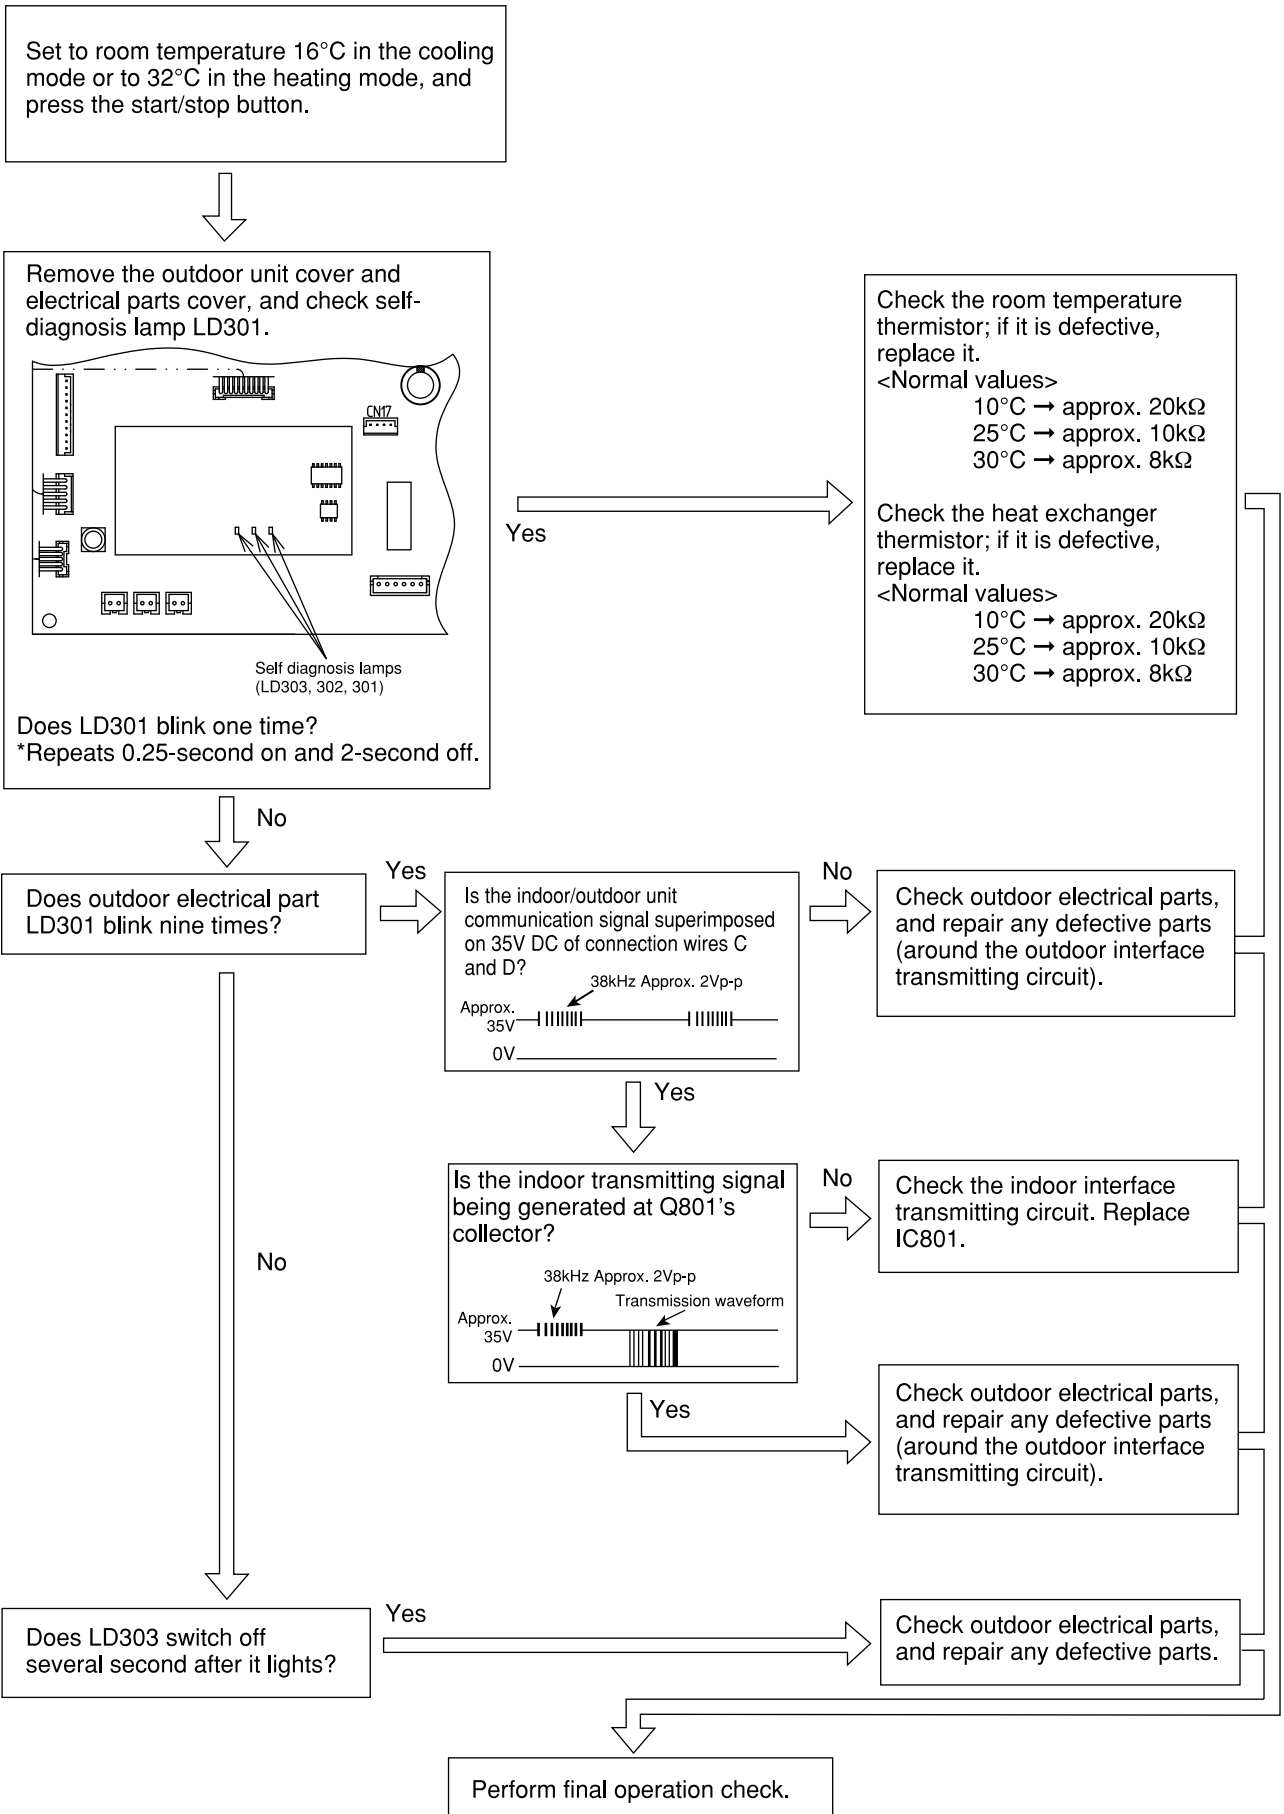 Set to room temperature 16°C in the cooling
mode or to 32°C in the heating mode, and
press the start/stop button.
Remove the outdoor unit cover and
electrical parts cover, and check self-
diagnosis lamp LD301.
CN17
Self diagnosis lamps
(LD303, 302, 301)
Does LD301 blink one time?
*Repeats 0.25-second on and 2-second off.
Yes
Check the room temperature
thermistor; if it is defective,
replace it.
<Normal values>
10°C → approx. 20kΩ
25°C → approx. 10kΩ
30°C → approx. 8kΩ
Check the heat exchanger
thermistor; if it is defective,
replace it.
<Normal values>
10°C → approx. 20kΩ
25°C → approx. 10kΩ
30°C → approx. 8kΩ
No
Does outdoor electrical part
LD301 blink nine times?
Yes
Is the indoor/outdoor unit
communication signal superimposed
on 35V DC of connection wires C
and D?
38kHz Approx. 2Vp-p
Approx.
35V
0V
No
Check outdoor electrical parts,
and repair any defective parts
(around the outdoor interface
transmitting circuit).
Yes
Is the indoor transmitting signal
being generated at Q801's
collector?
38kHz Approx. 2Vp-p
Transmission waveform
Approx.
35V
0V
No
Check the indoor interface
transmitting circuit. Replace
IC801.
Yes
Check outdoor electrical parts,
and repair any defective parts
(around the outdoor interface
transmitting circuit).
No
Does LD303 switch off
several second after it lights?
Yes
Check outdoor electrical parts,
and repair any defective parts.
Perform final operation check.